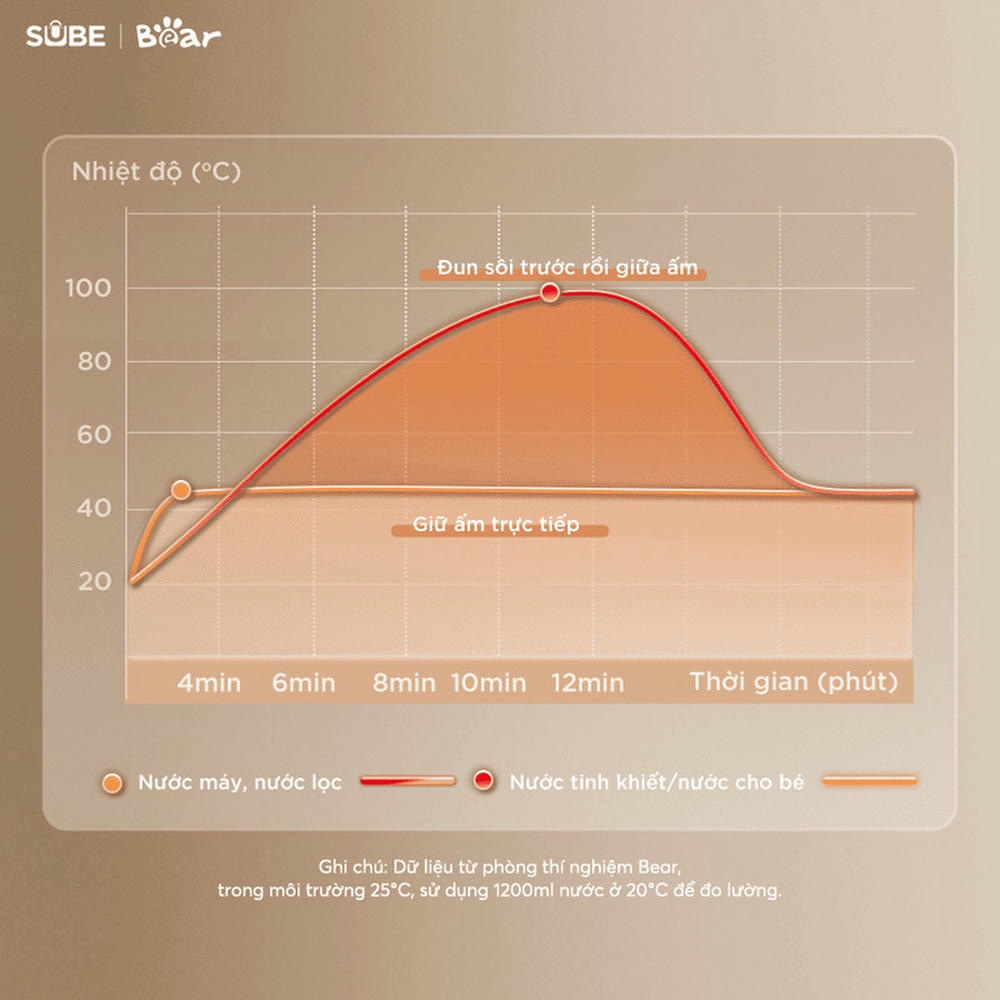 SUBE | Bear
Nhiệt độ (°C)
Đun sôi trước rồi giữa ấm
100
80
60
40
20
Giữ ấm trực tiếp
4min 6min 8min 10min 12min Thời gian (phút)
Nước máy, nước lọc Nước tinh khiết/nước cho bé
Ghi chú: Dữ liệu từ phòng thí nghiệm Bear,
trong môi trường 25°C, sử dụng 1200ml nước ở 20°C để đo lường.